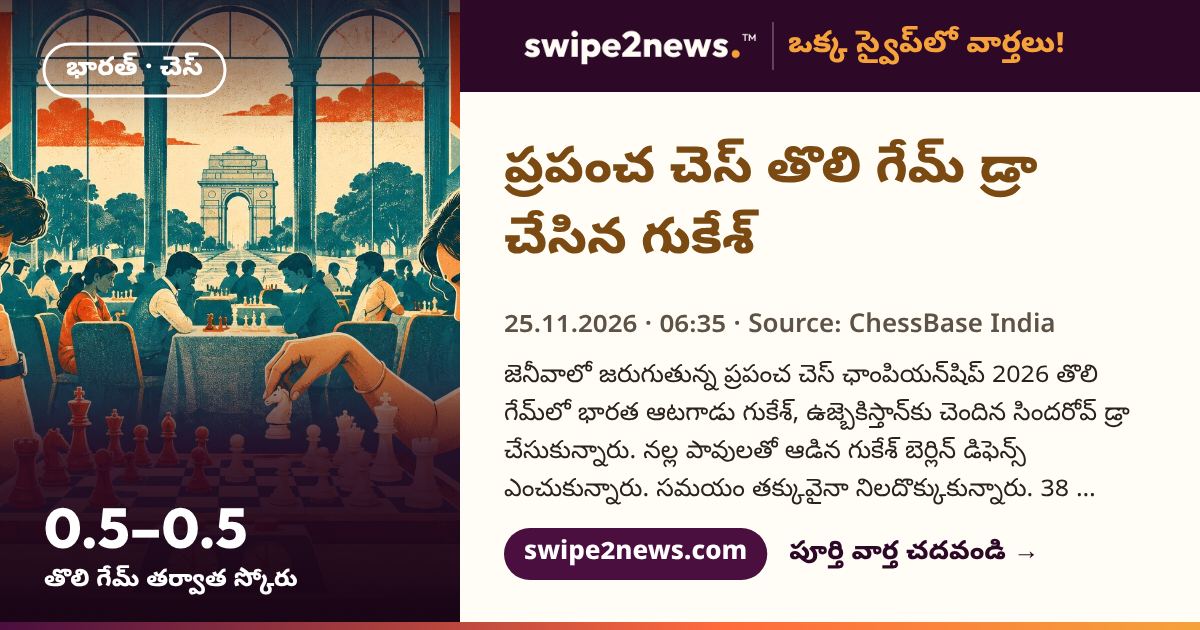 భారత్ · చెస్
swipe2news.™ ఒక్క స్వైప్‌లో వార్తలు!
ప్రపంచ చెస్ తొలి గేమ్ డ్రా
చేసిన గుకేశ్
25.11.2026 · 06:35 · Source: ChessBase India
జెనీవాలో జరుగుతున్న ప్రపంచ చెస్ ఛాంపియన్‌షిప్ 2026 తొలి
గేమ్‌లో భారత ఆటగాడు గుకేశ్, ఉజ్బెకిస్తాన్‌కు చెందిన సిందరోవ్ డ్రా
చేసుకున్నారు. నల్ల పావులతో ఆడిన గుకేశ్ బెర్లిన్ డిఫెన్స్
ఎంచుకున్నారు. సమయం తక్కువైనా నిలదొక్కుకున్నారు. 38 ...
0.5–0.5
తొలి గేమ్ తర్వాత స్కోరు
swipe2news.com పూర్తి వార్త చదవండి →